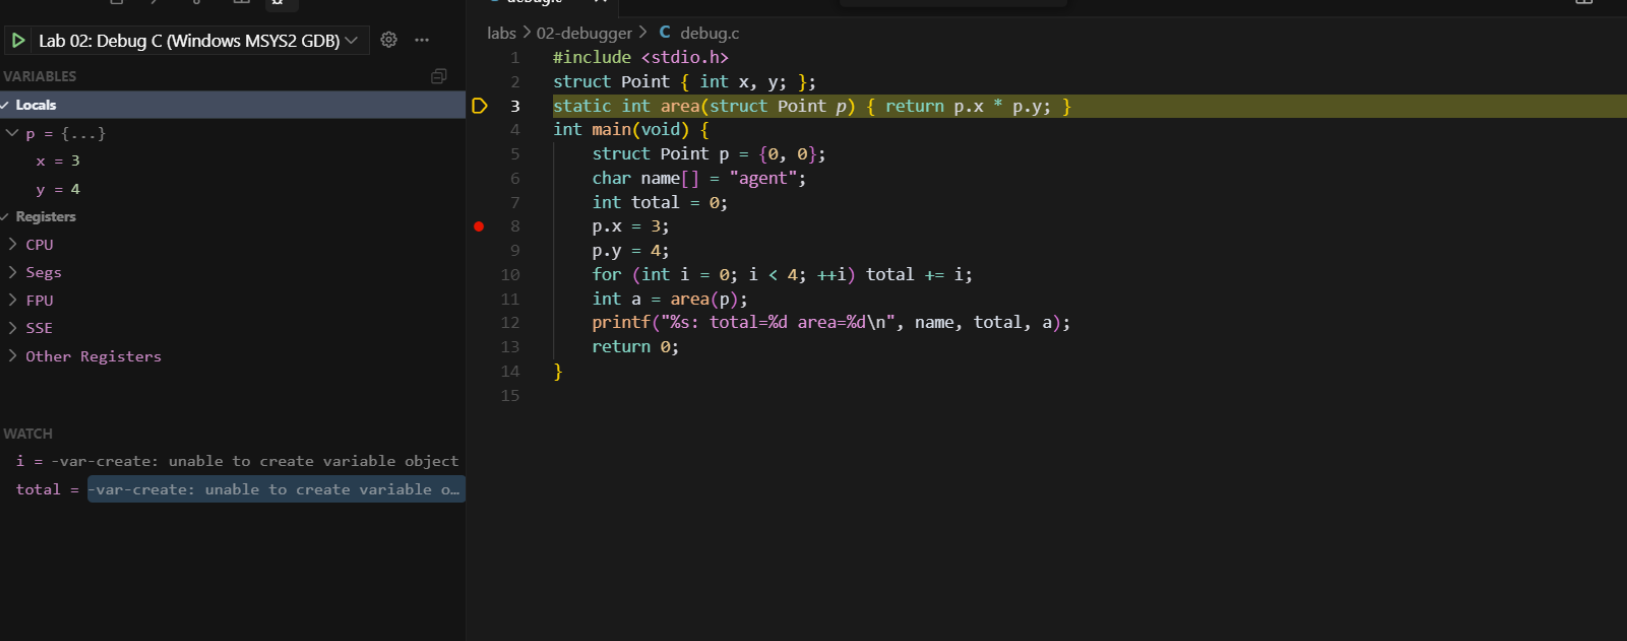 Lab 02: Debug C (Windows MSYS2 GDB)
VARIABLES
Locals
p = {...}
x = 3
y = 4
Registers
CPU
Segs
FPU
SSE
Other Registers
WATCH
i = -var-create: unable to create variable object
total = -var-create: unable to create variable o…
labs > 02-debugger > C debug.c
1 #include <stdio.h>
2 struct Point { int x, y; };
3 static int area(struct Point p) { return p.x * p.y; }
4 int main(void) {
5     struct Point p = {0, 0};
6     char name[] = "agent";
7     int total = 0;
8     p.x = 3;
9     p.y = 4;
10     for (int i = 0; i < 4; ++i) total += i;
11     int a = area(p);
12     printf("%s: total=%d area=%d\n", name, total, a);
13     return 0;
14 }
15